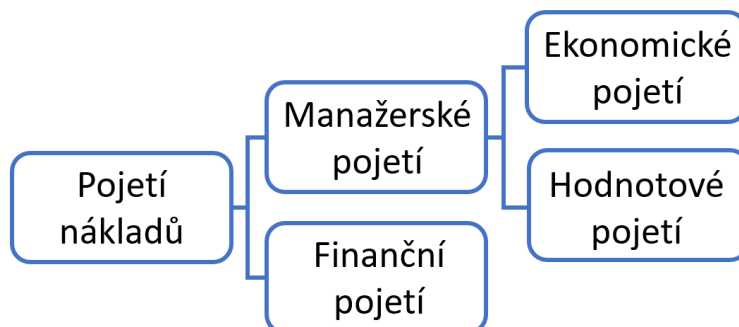 Pojetí
nákladů
Manažerské
pojetí
Finanční
pojetí
Ekonomické
pojetí
Hodnotové
pojetí